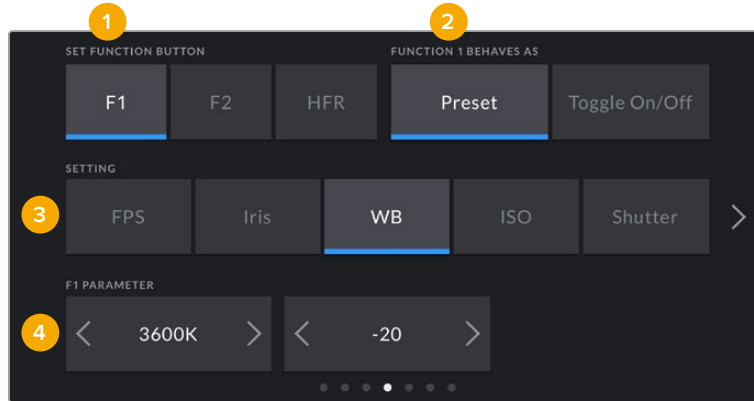 1 2
SET FUNCTION BUTTON FUNCTION 1 BEHAVES AS
F1 F2 HFR Preset Toggle On/Off
SETTING
3 FPS Iris WB ISO Shutter
F1 PARAMETER
4 3600K -20